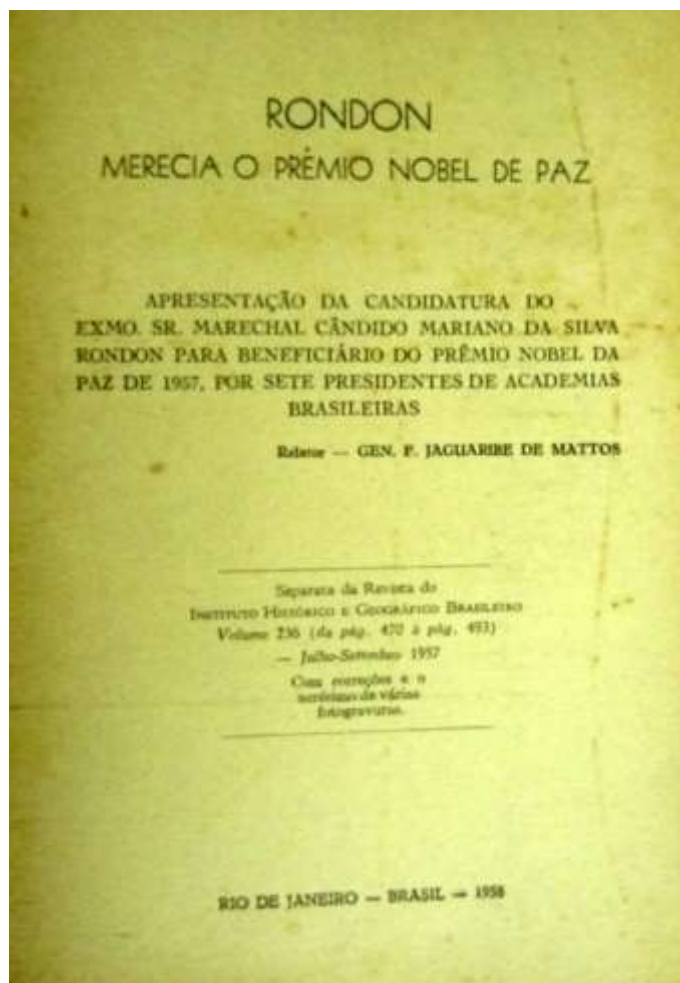 RONDON
MERECIA O PRÉMIO NOBEL DE PAZ
APRESENTAÇÃO DA CANDIDATURA DO
EXMO. SR. MARECHAL CÂNDIDO MARIANO DA SILVA
RONDON PARA BENEFICIÁRIO DO PRÊMIO NOBEL DA
PAZ DE 1957, POR SETE PRESIDENTES DE ACADEMIAS
BRASILEIRAS
Relator — GEN. F. JAGUARIBE DE MATTOS
Separata da Revista do
INSTITUTO HISTÓRICO E GEOGRÁFICO BRASILEIRO
Volume 236 (da pág. 470 à pág. 493)
— Julho-Setembro 1957
Com correções e o
acréscimo de várias
fotogravuras.
RIO DE JANEIRO — BRASIL — 1958